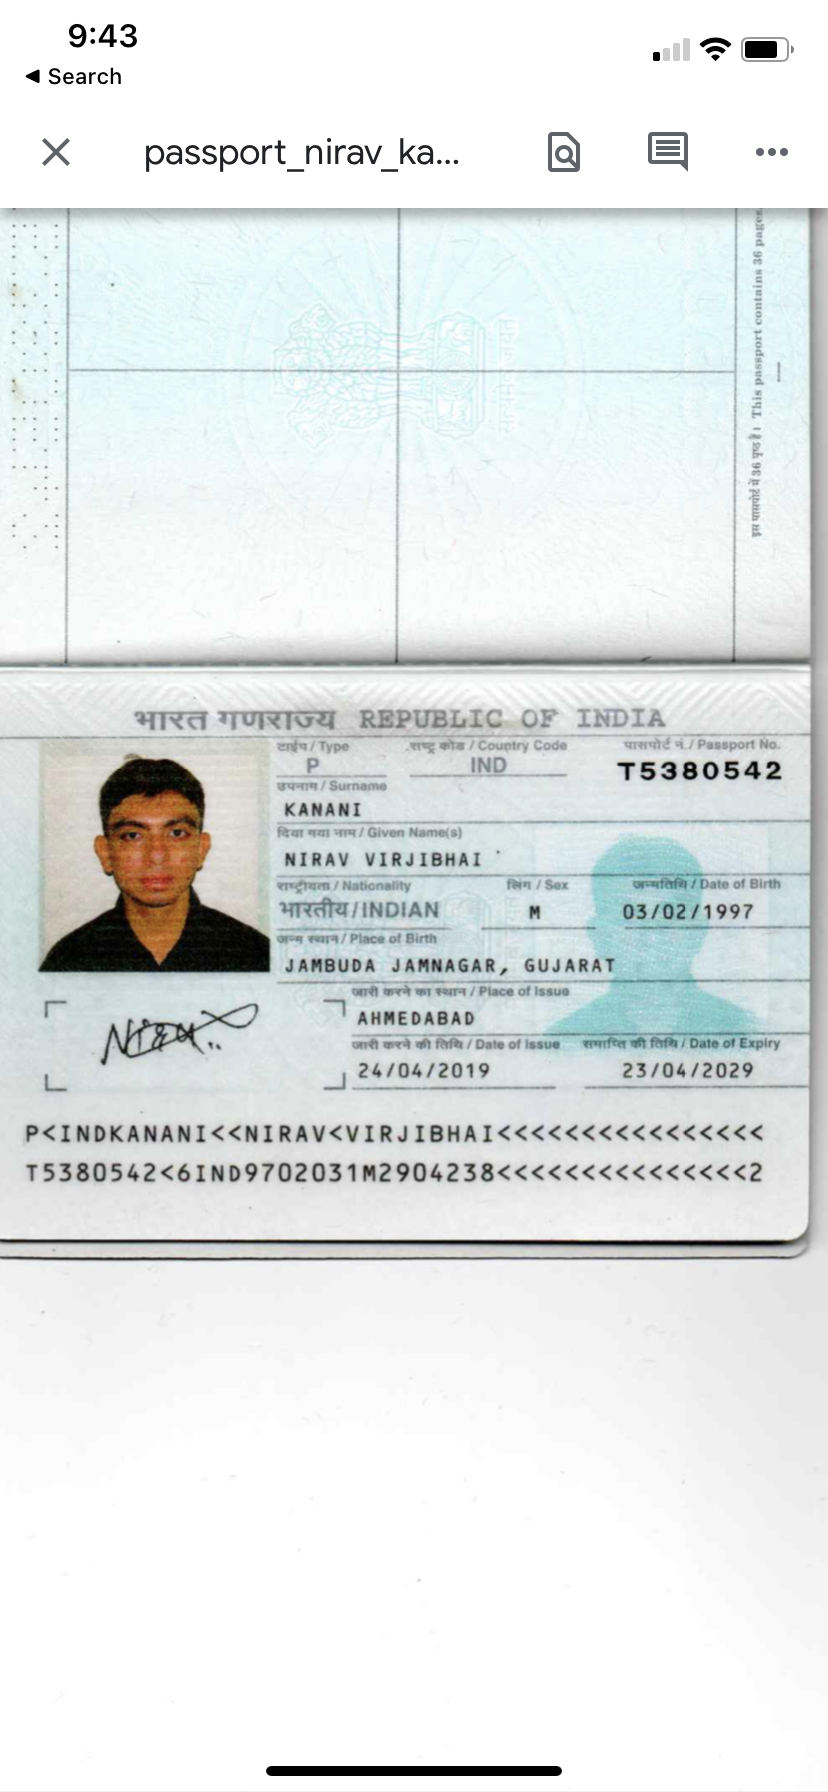 9:43
Search
passport_nirav_ka...
इस पासपोर्ट में 36 पृष्ठ हैं। This passport contains 36 pages.
भारत गणराज्य REPUBLIC OF INDIA
टाईप / Type
राष्ट्र कोड / Country Code
पासपोर्ट नं. / Passport No.
P
IND
T5380542
उपनाम / Surname
KANANI
दिया गया नाम / Given Name(s)
NIRAV VIRJIBHAI
राष्ट्रीयता / Nationality
लिंग / Sex
जन्मतिथि / Date of Birth
भारतीय / INDIAN
M
03/02/1997
जन्म स्थान / Place of Birth
JAMBUDA JAMNAGAR, GUJARAT
जारी करने का स्थान / Place of Issue
AHMEDABAD
जारी करने की तिथि / Date of Issue
समाप्ति की तिथि / Date of Expiry
24/04/2019
23/04/2029
P<INDKANANI<<NIRAV<VIRJIBHAI<<<<<<<<<<<<<<<<
T5380542<6IND9702031M2904238<<<<<<<<<<<<<<<2